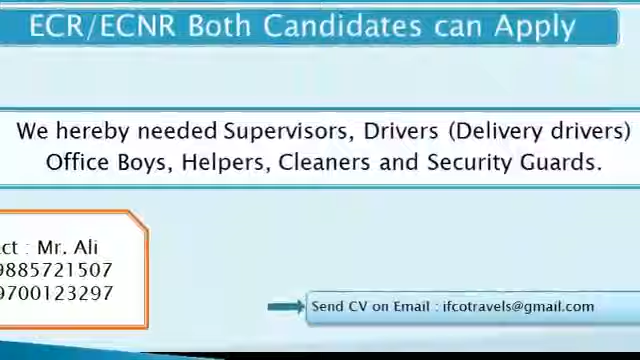 ECR/ECNR Both Candidates can Apply
We hereby needed Supervisors, Drivers (Delivery drivers)
Office Boys, Helpers, Cleaners and Security Guards.
: Mr. Ali
9885721507
9700123297
Send CV on Email : ifcotravels@gmail.com